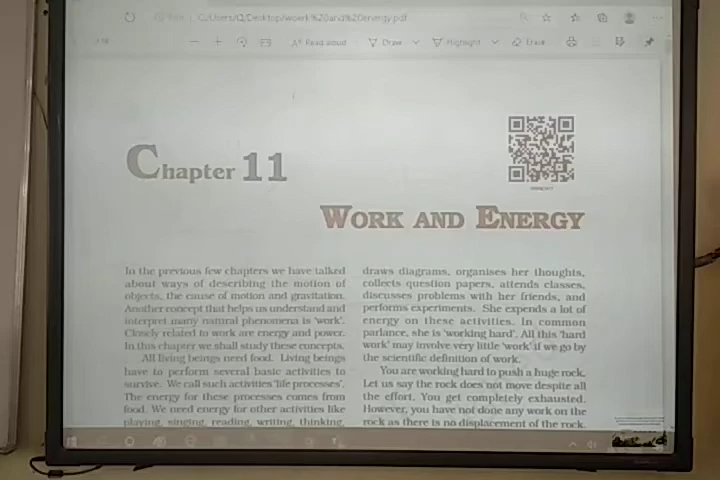 C:/Users/Q/Desktop/woerk%20and%20energy.pdf
Read aloud
Draw
Highlight
Erase
Chapter 11
WORK AND ENERGY
In the previous few chapters we have talked
about ways of describing the motion of
objects, the cause of motion and gravitation.
Another concept that helps us understand and
interpret many natural phenomena is 'work'.
Closely related to work are energy and power.
In this chapter we shall study these concepts.
All living beings need food. Living beings
have to perform several basic activities to
survive. We call such activities 'life processes'.
The energy for these processes comes from
food. We need energy for other activities like
playing, singing, reading, writing, thinking,
draws diagrams, organises her thoughts,
collects question papers, attends classes,
discusses problems with her friends, and
performs experiments. She expends a lot of
energy on these activities. In common
parlance, she is 'working hard'. All this 'hard
work' may involve very little 'work' if we go by
the scientific definition of work.
You are working hard to push a huge rock.
Let us say the rock does not move despite all
the effort. You get completely exhausted.
However, you have not done any work on the
rock as there is no displacement of the rock.